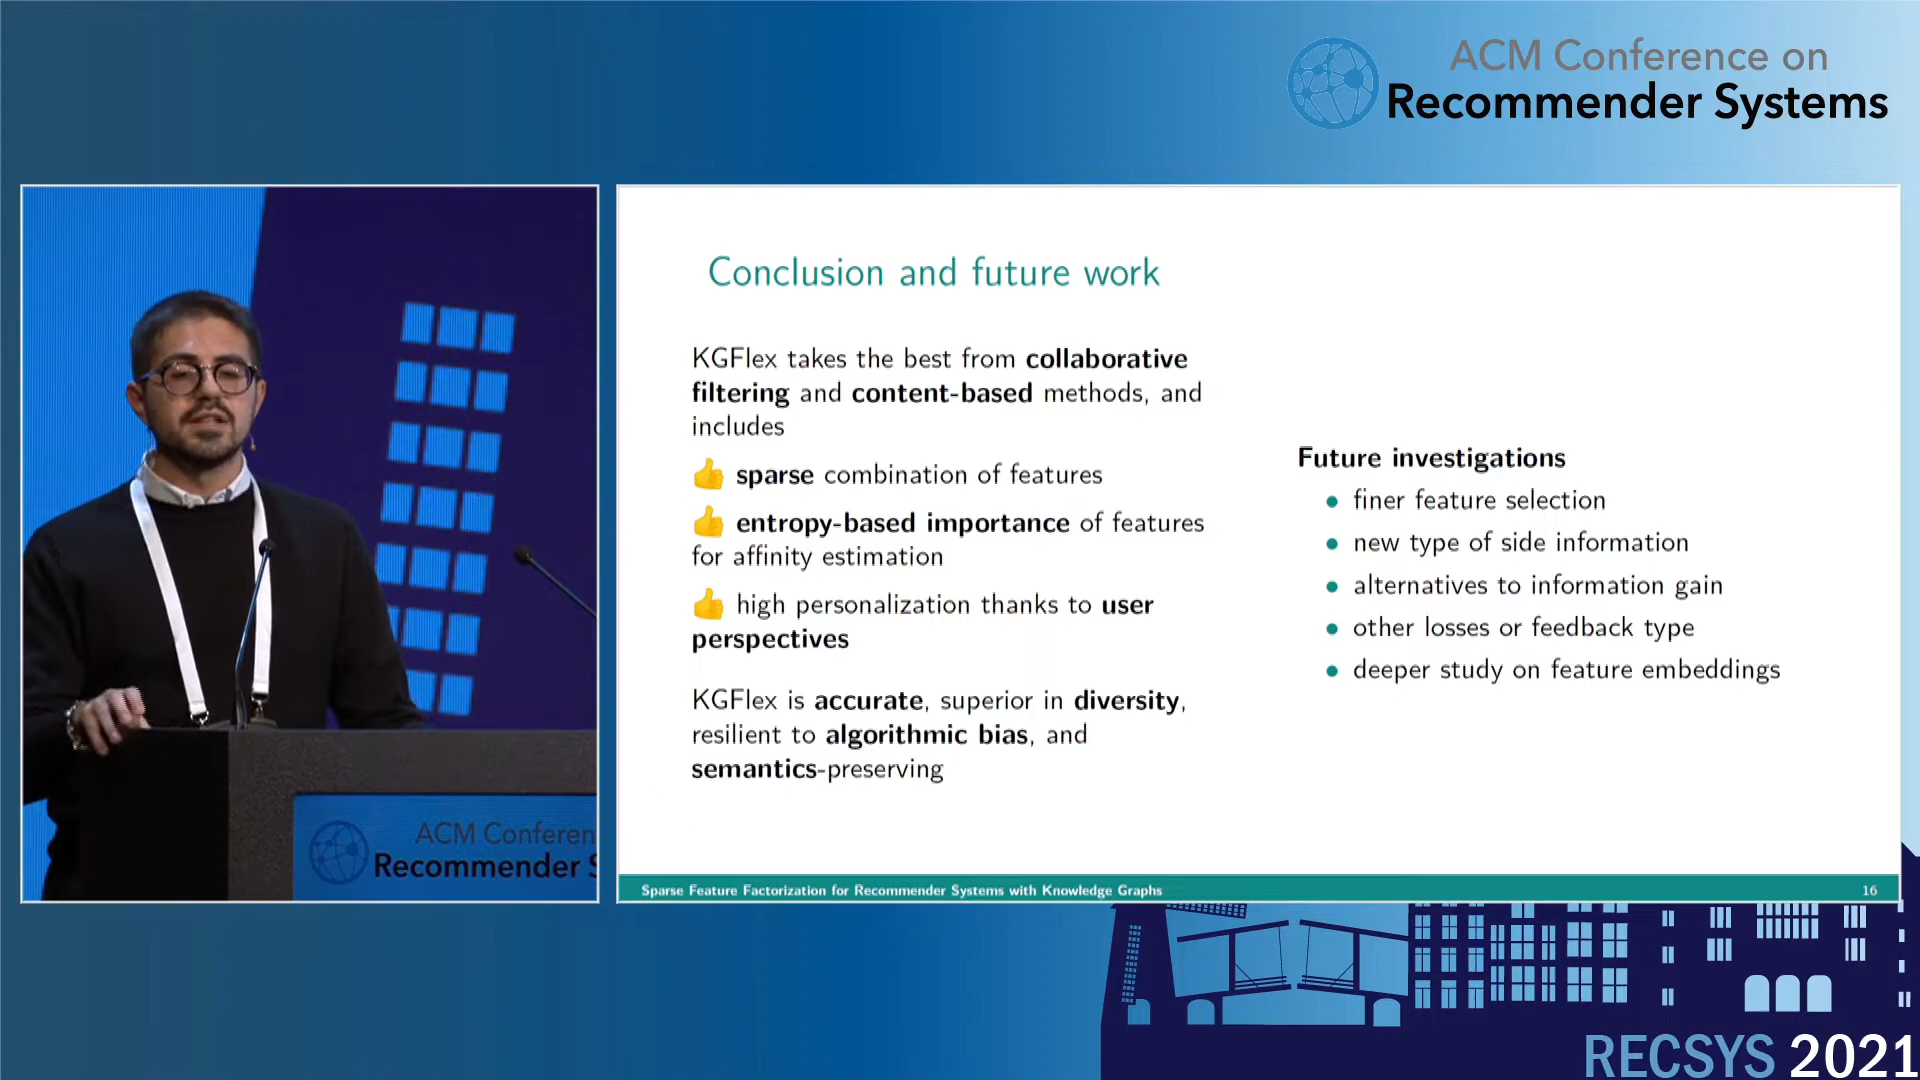 ACM Conference on
Recommender Systems
Conclusion and future work
KGFlex takes the best from collaborative
filtering and content-based methods, and
includes
👍 sparse combination of features
👍 entropy-based importance of features
for affinity estimation
👍 high personalization thanks to user
perspectives
KGFlex is accurate, superior in diversity,
resilient to algorithmic bias, and
semantics-preserving
Future investigations
• finer feature selection
• new type of side information
• alternatives to information gain
• other losses or feedback type
• deeper study on feature embeddings
Sparse Feature Factorization for Recommender Systems with Knowledge Graphs 16
ACM Conferen
Recommender S
RECSYS 2021